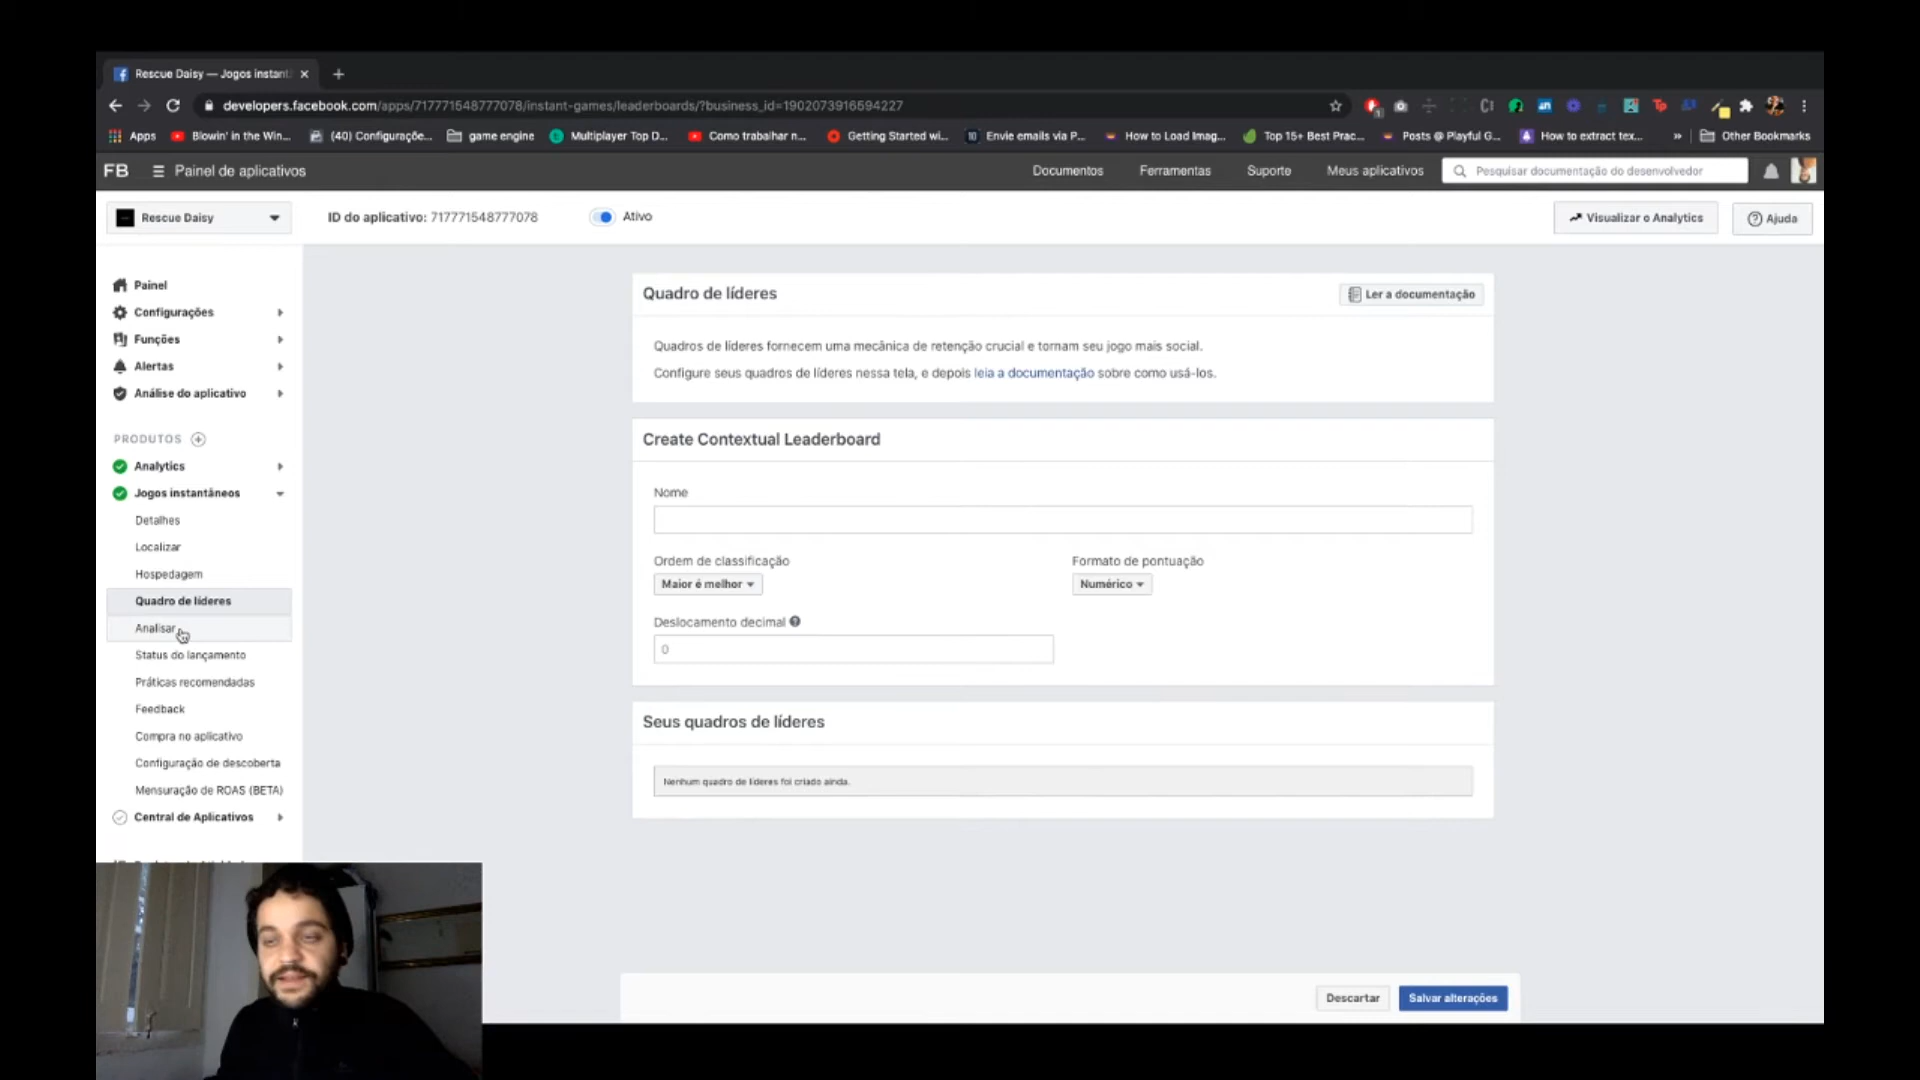 Rescue Daisy — Jogos instant
developers.facebook.com/apps/717771548777078/instant-games/leaderboards/?business_id=1902073916594227
Apps
Blowin' in the Win...
(40) Configuraçõe...
game engine
Multiplayer Top D...
Como trabalhar n...
Getting Started wi...
Envie emails via P...
How to Load Imag...
Top 15+ Best Prac...
Posts @ Playful G...
How to extract tex...
»
Other Bookmarks
FB
Painel de aplicativos
Documentos
Ferramentas
Suporte
Meus aplicativos
Pesquisar documentação do desenvolvedor
Rescue Daisy
ID do aplicativo: 717771548777078
Ativo
Visualizar o Analytics
Ajuda
Painel
Configurações
Funções
Alertas
Análise do aplicativo
PRODUTOS
Analytics
Jogos instantâneos
Detalhes
Localizar
Hospedagem
Quadro de líderes
Analisar
Status do lançamento
Práticas recomendadas
Feedback
Compra no aplicativo
Configuração de descoberta
Mensuração de ROAS (BETA)
Central de Aplicativos
Quadro de líderes
Ler a documentação
Quadros de líderes fornecem uma mecânica de retenção crucial e tornam seu jogo mais social.
Configure seus quadros de líderes nessa tela, e depois leia a documentação sobre como usá-los.
Create Contextual Leaderboard
Nome
Ordem de classificação
Formato de pontuação
Maior é melhor
Numérico
Deslocamento decimal
0
Seus quadros de líderes
Nenhum quadro de líderes foi criado ainda.
Descartar
Salvar alterações